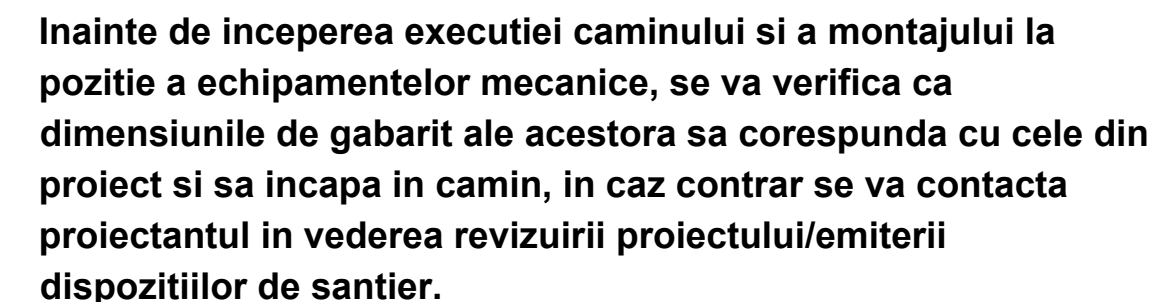 Inainte de inceperea executiei caminului si a montajului la
pozitie a echipamentelor mecanice, se va verifica ca
dimensiunile de gabarit ale acestora sa corespunda cu cele din
proiect si sa incapa in camin, in caz contrar se va contacta
proiectantul in vederea revizuirii proiectului/emiterii
dispozitiilor de santier.